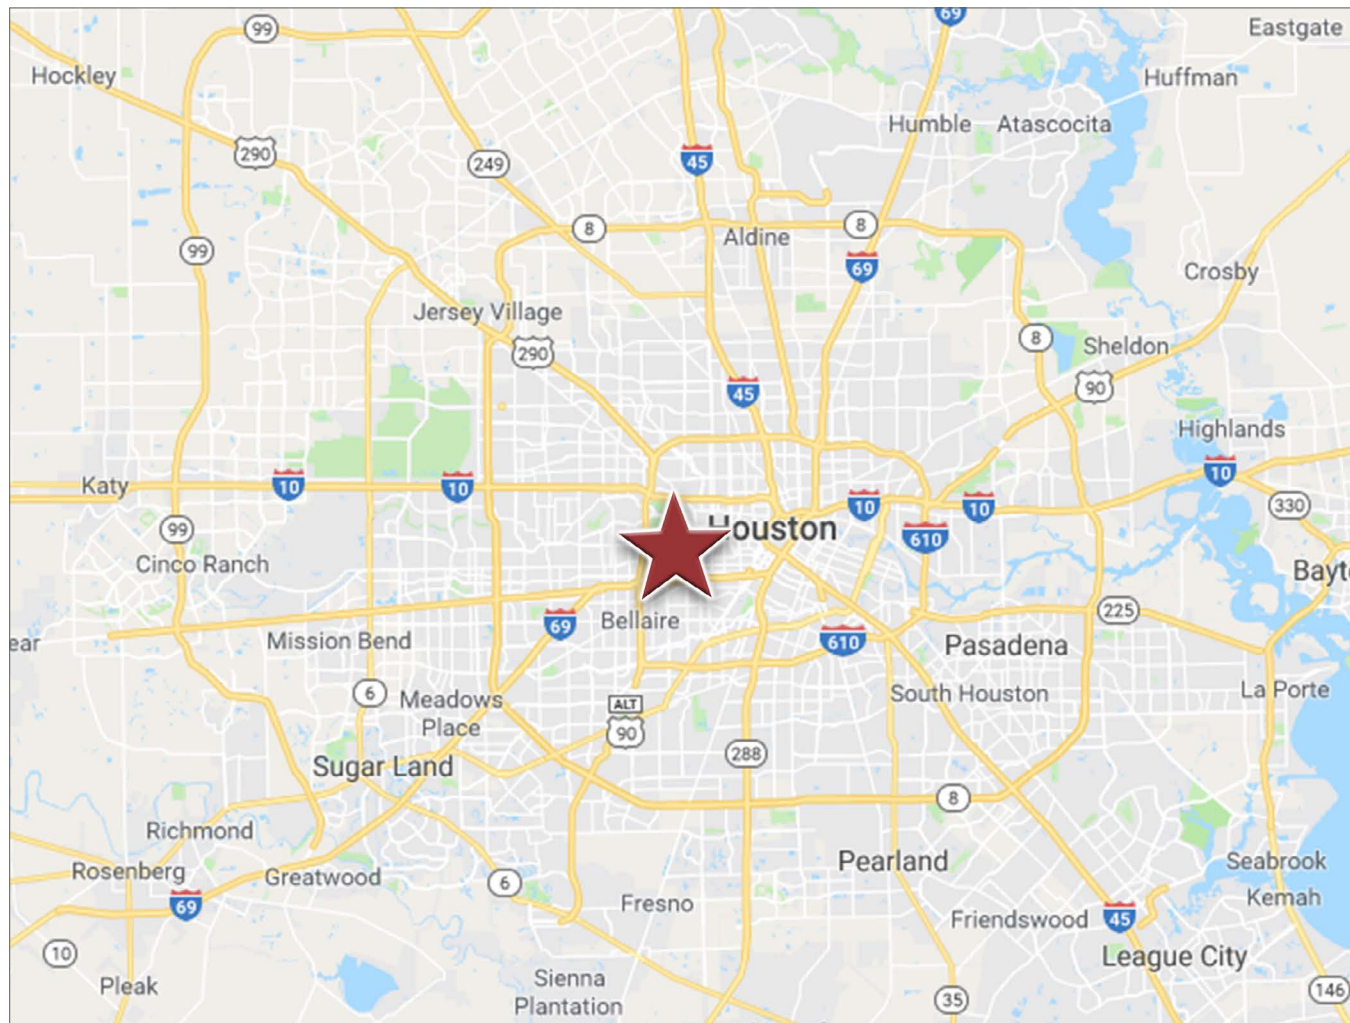 69
99
Eastgate
Hockley
Huffman
Humble
Atascocita
290
249
45
8
8
Aldine
99
69
Crosby
Jersey Village
8
Sheldon
290
90
45
Highlands
10
Katy
10
10
10
10
330
99
Houston
610
Cinco Ranch
Bayt
225
69
Bellaire
ear
Mission Bend
610
Pasadena
6
Meadows
Place
ALT
90
South Houston
La Porte
288
Sugar Land
8
Richmond
Rosenberg
Greatwood
Pearland
Seabrook
6
Kemah
69
Fresno
Friendswood
45
10
League City
Pleak
Sienna
Plantation
35
146